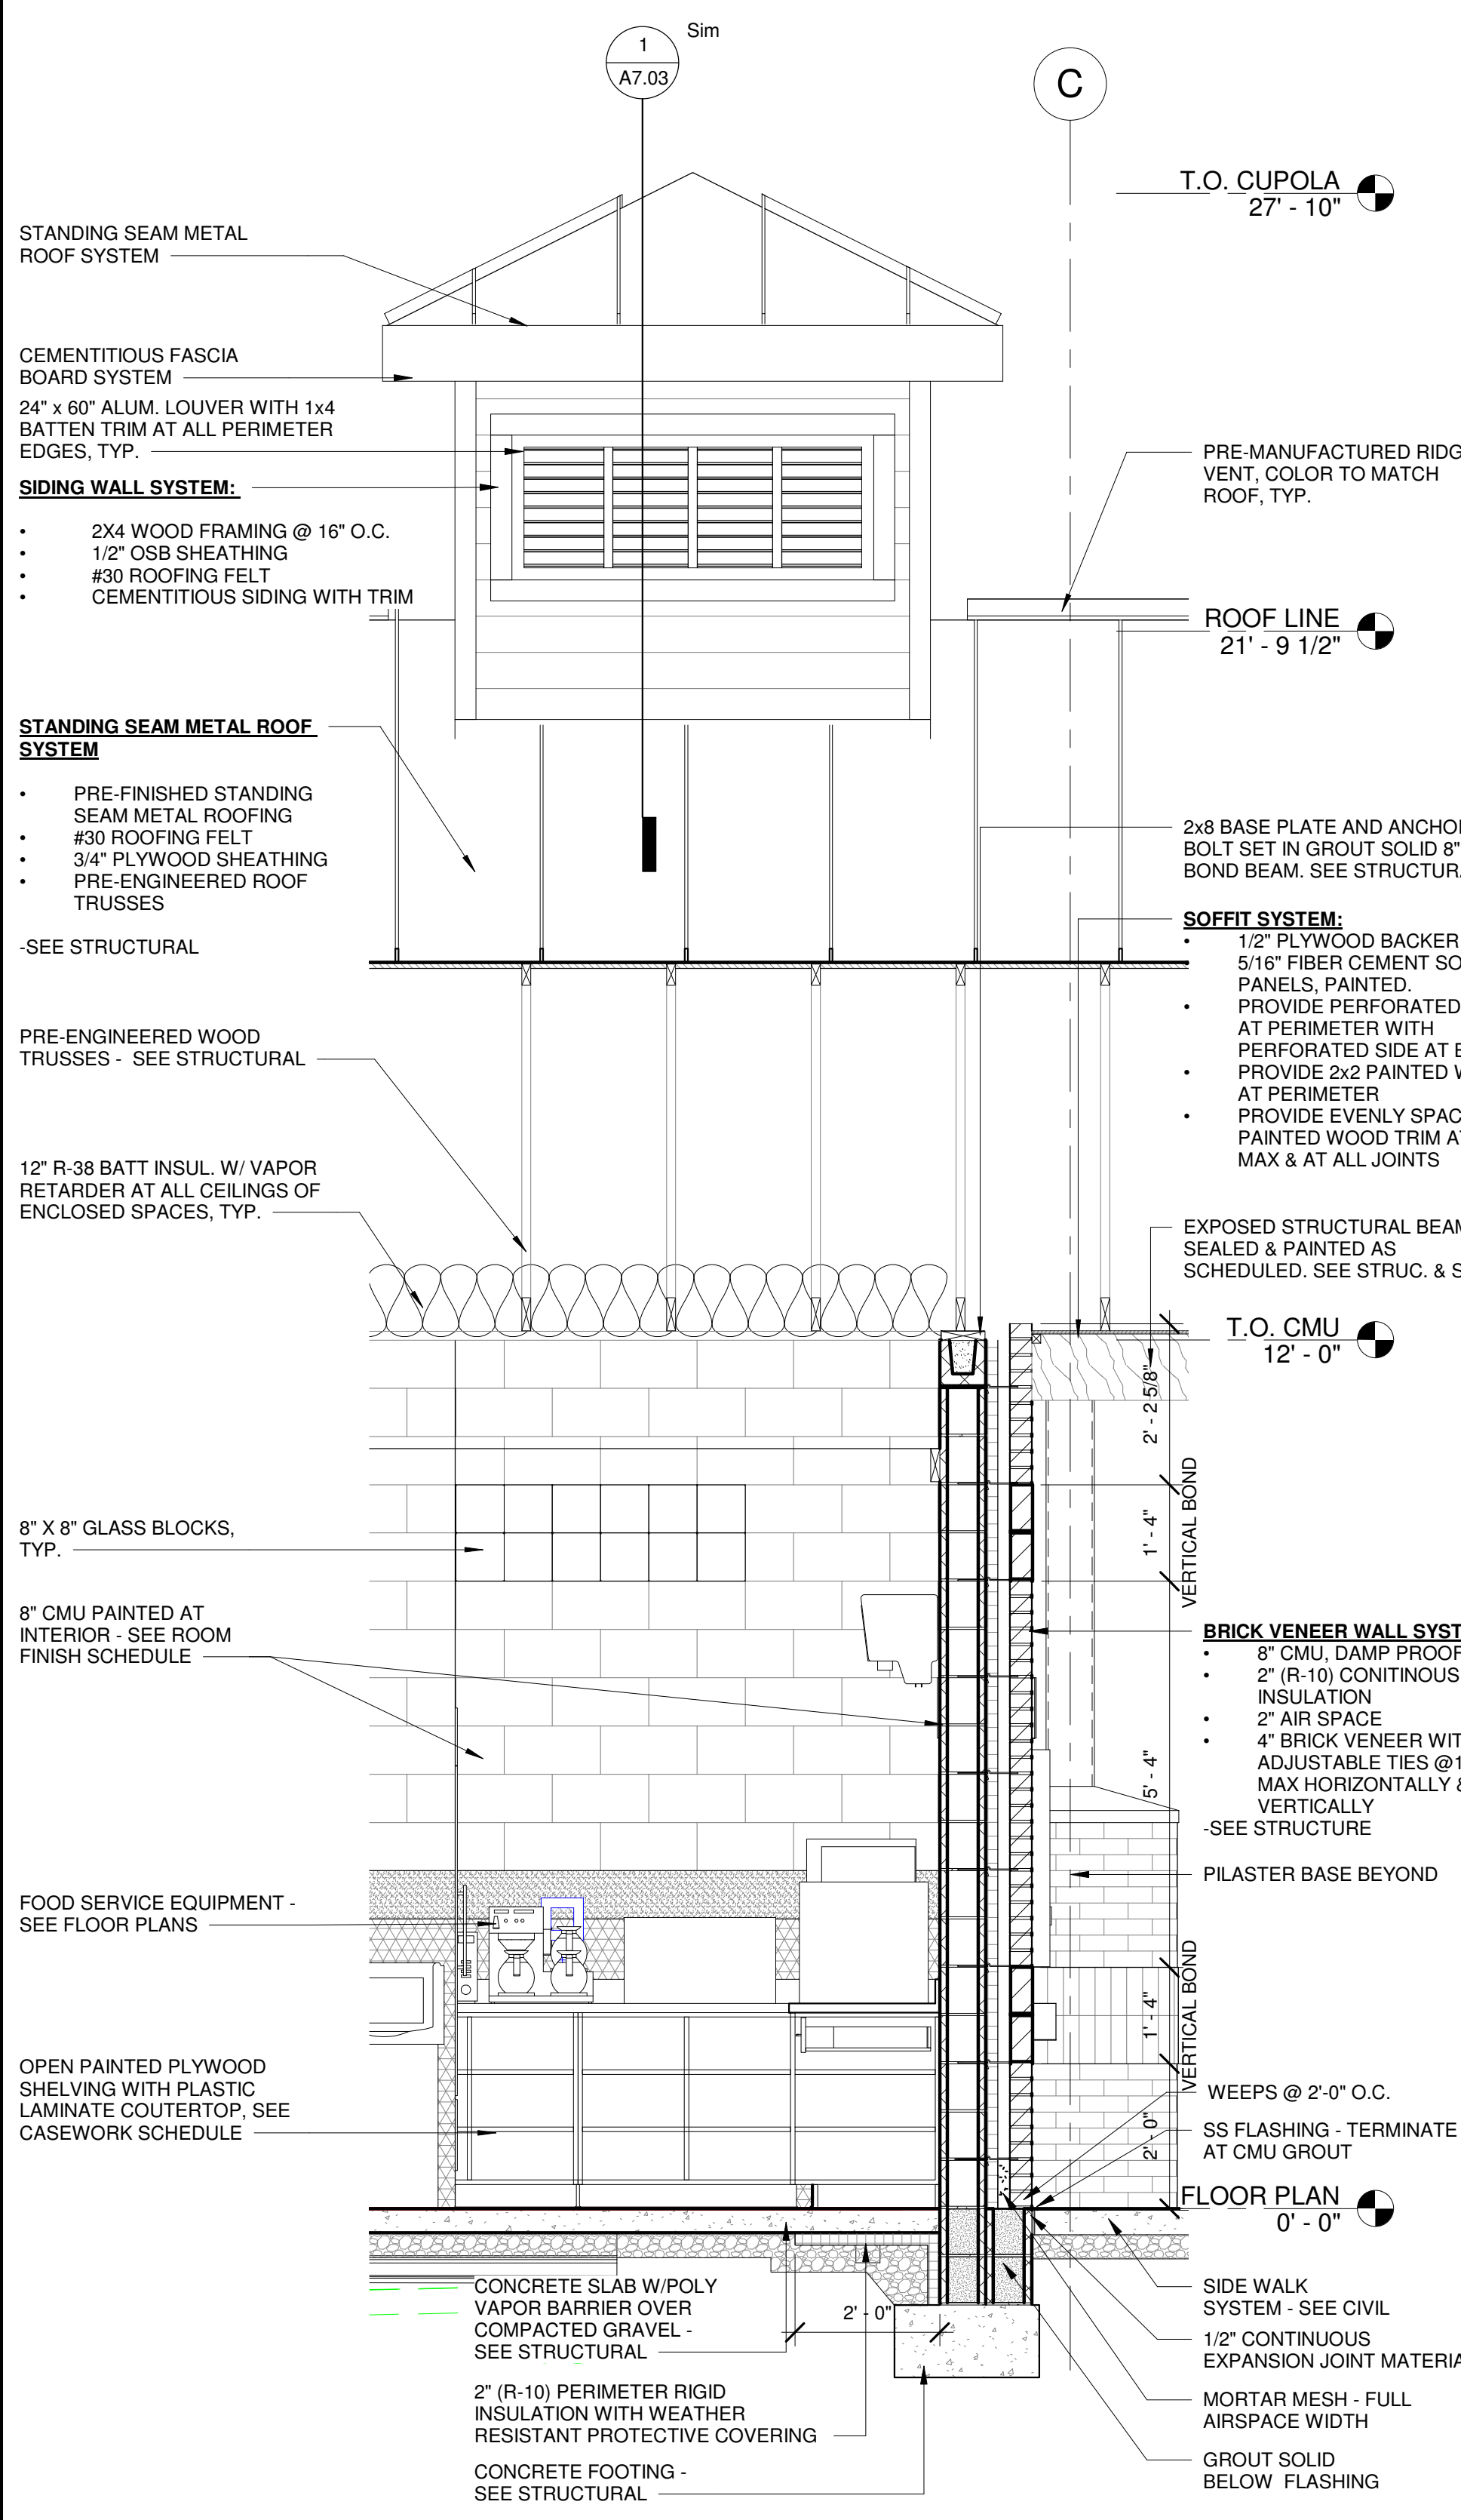 1
A7.03
Sim
C
T.O. CUPOLA
27' - 10"
STANDING SEAM METAL
ROOF SYSTEM
CEMENTITIOUS FASCIA
BOARD SYSTEM
24" x 60" ALUM. LOUVER WITH 1x4
BATTEN TRIM AT ALL PERIMETER
EDGES, TYP.
SIDING WALL SYSTEM:
• 2X4 WOOD FRAMING @ 16" O.C.
• 1/2" OSB SHEATHING
• #30 ROOFING FELT
• CEMENTITIOUS SIDING WITH TRIM
PRE-MANUFACTURED RIDG
VENT, COLOR TO MATCH
ROOF, TYP.
ROOF LINE
21' - 9 1/2"
STANDING SEAM METAL ROOF
SYSTEM
• PRE-FINISHED STANDING
SEAM METAL ROOFING
• #30 ROOFING FELT
• 3/4" PLYWOOD SHEATHING
• PRE-ENGINEERED ROOF
TRUSSES
-SEE STRUCTURAL
2x8 BASE PLATE AND ANCHO
BOLT SET IN GROUT SOLID 8"
BOND BEAM. SEE STRUCTUR
SOFFIT SYSTEM:
• 1/2" PLYWOOD BACKER
5/16" FIBER CEMENT SO
PANELS, PAINTED.
• PROVIDE PERFORATED
AT PERIMETER WITH
PERFORATED SIDE AT
• PROVIDE 2x2 PAINTED
AT PERIMETER
• PROVIDE EVENLY SPAC
PAINTED WOOD TRIM AT
MAX & AT ALL JOINTS
PRE-ENGINEERED WOOD
TRUSSES - SEE STRUCTURAL
12" R-38 BATT INSUL. W/ VAPOR
RETARDER AT ALL CEILINGS OF
ENCLOSED SPACES, TYP.
EXPOSED STRUCTURAL BEAM
SEALED & PAINTED AS
SCHEDULED. SEE STRUC. & S
T.O. CMU
12' - 0"
2' - 2 5/8"
1' - 4"
VERTICAL BOND
8" X 8" GLASS BLOCKS,
TYP.
8" CMU PAINTED AT
INTERIOR - SEE ROOM
FINISH SCHEDULE
BRICK VENEER WALL SYST
• 8" CMU, DAMP PROOF
• 2" (R-10) CONITINOUS
INSULATION
• 2" AIR SPACE
• 4" BRICK VENEER WIT
ADJUSTABLE TIES @1
MAX HORIZONTALLY &
VERTICALLY
-SEE STRUCTURE
5' - 4"
PILASTER BASE BEYOND
FOOD SERVICE EQUIPMENT -
SEE FLOOR PLANS
1' - 4"
VERTICAL BOND
OPEN PAINTED PLYWOOD
SHELVING WITH PLASTIC
LAMINATE COUTERTOP, SEE
CASEWORK SCHEDULE
WEEPS @ 2'-0" O.C.
SS FLASHING - TERMINATE
AT CMU GROUT
2' - 0"
FLOOR PLAN
0' - 0"
CONCRETE SLAB W/POLY
VAPOR BARRIER OVER
COMPACTED GRAVEL -
SEE STRUCTURAL
2' - 0"
SIDE WALK
SYSTEM - SEE CIVIL
1/2" CONTINUOUS
EXPANSION JOINT MATERIA
2" (R-10) PERIMETER RIGID
INSULATION WITH WEATHER
RESISTANT PROTECTIVE COVERING
MORTAR MESH - FULL
AIRSPACE WIDTH
CONCRETE FOOTING -
SEE STRUCTURAL
GROUT SOLID
BELOW FLASHING